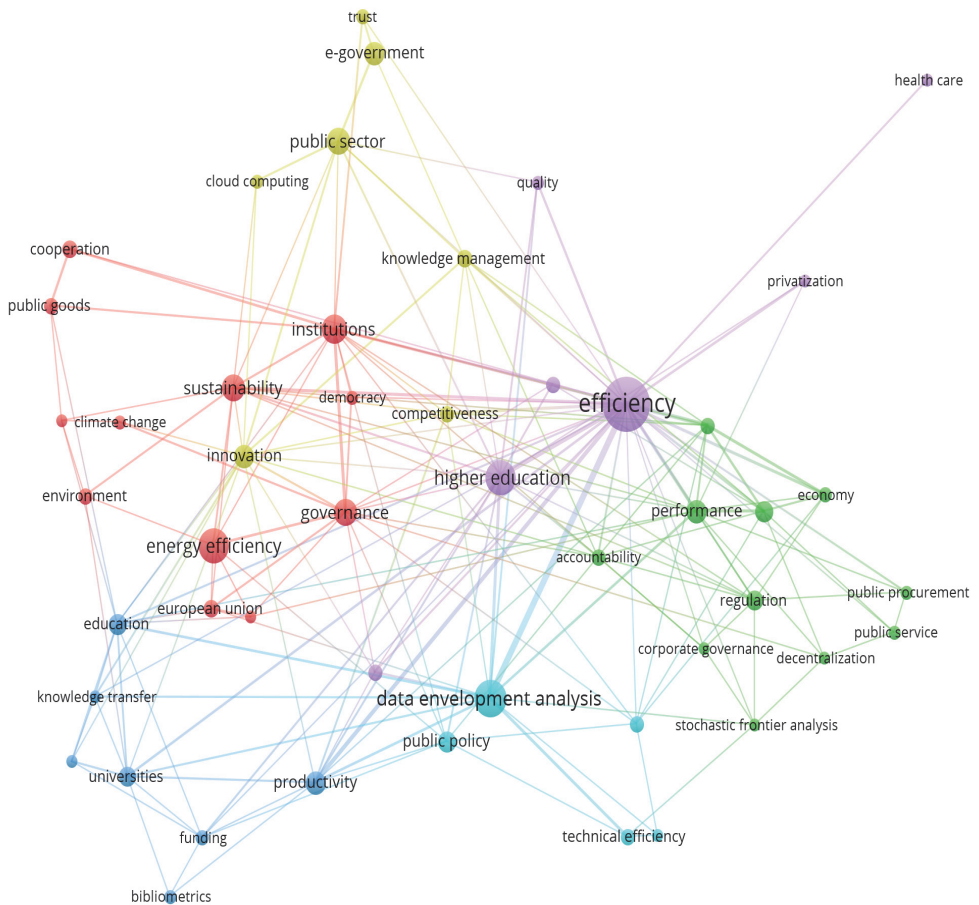 trust
e-government
health care
public sector
cloud computing
quality
cooperation
knowledge management
privatization
public goods
institutions
sustainability
democracy
efficiency
competitiveness
climate change
innovation
higher education
environment
governance
performance
economy
energy efficiency
accountability
european union
regulation
public procurement
education
public service
corporate governance
decentralization
knowledge transfer
data envelopment analysis
stochastic frontier analysis
public policy
universities
productivity
funding
technical efficiency
bibliometrics